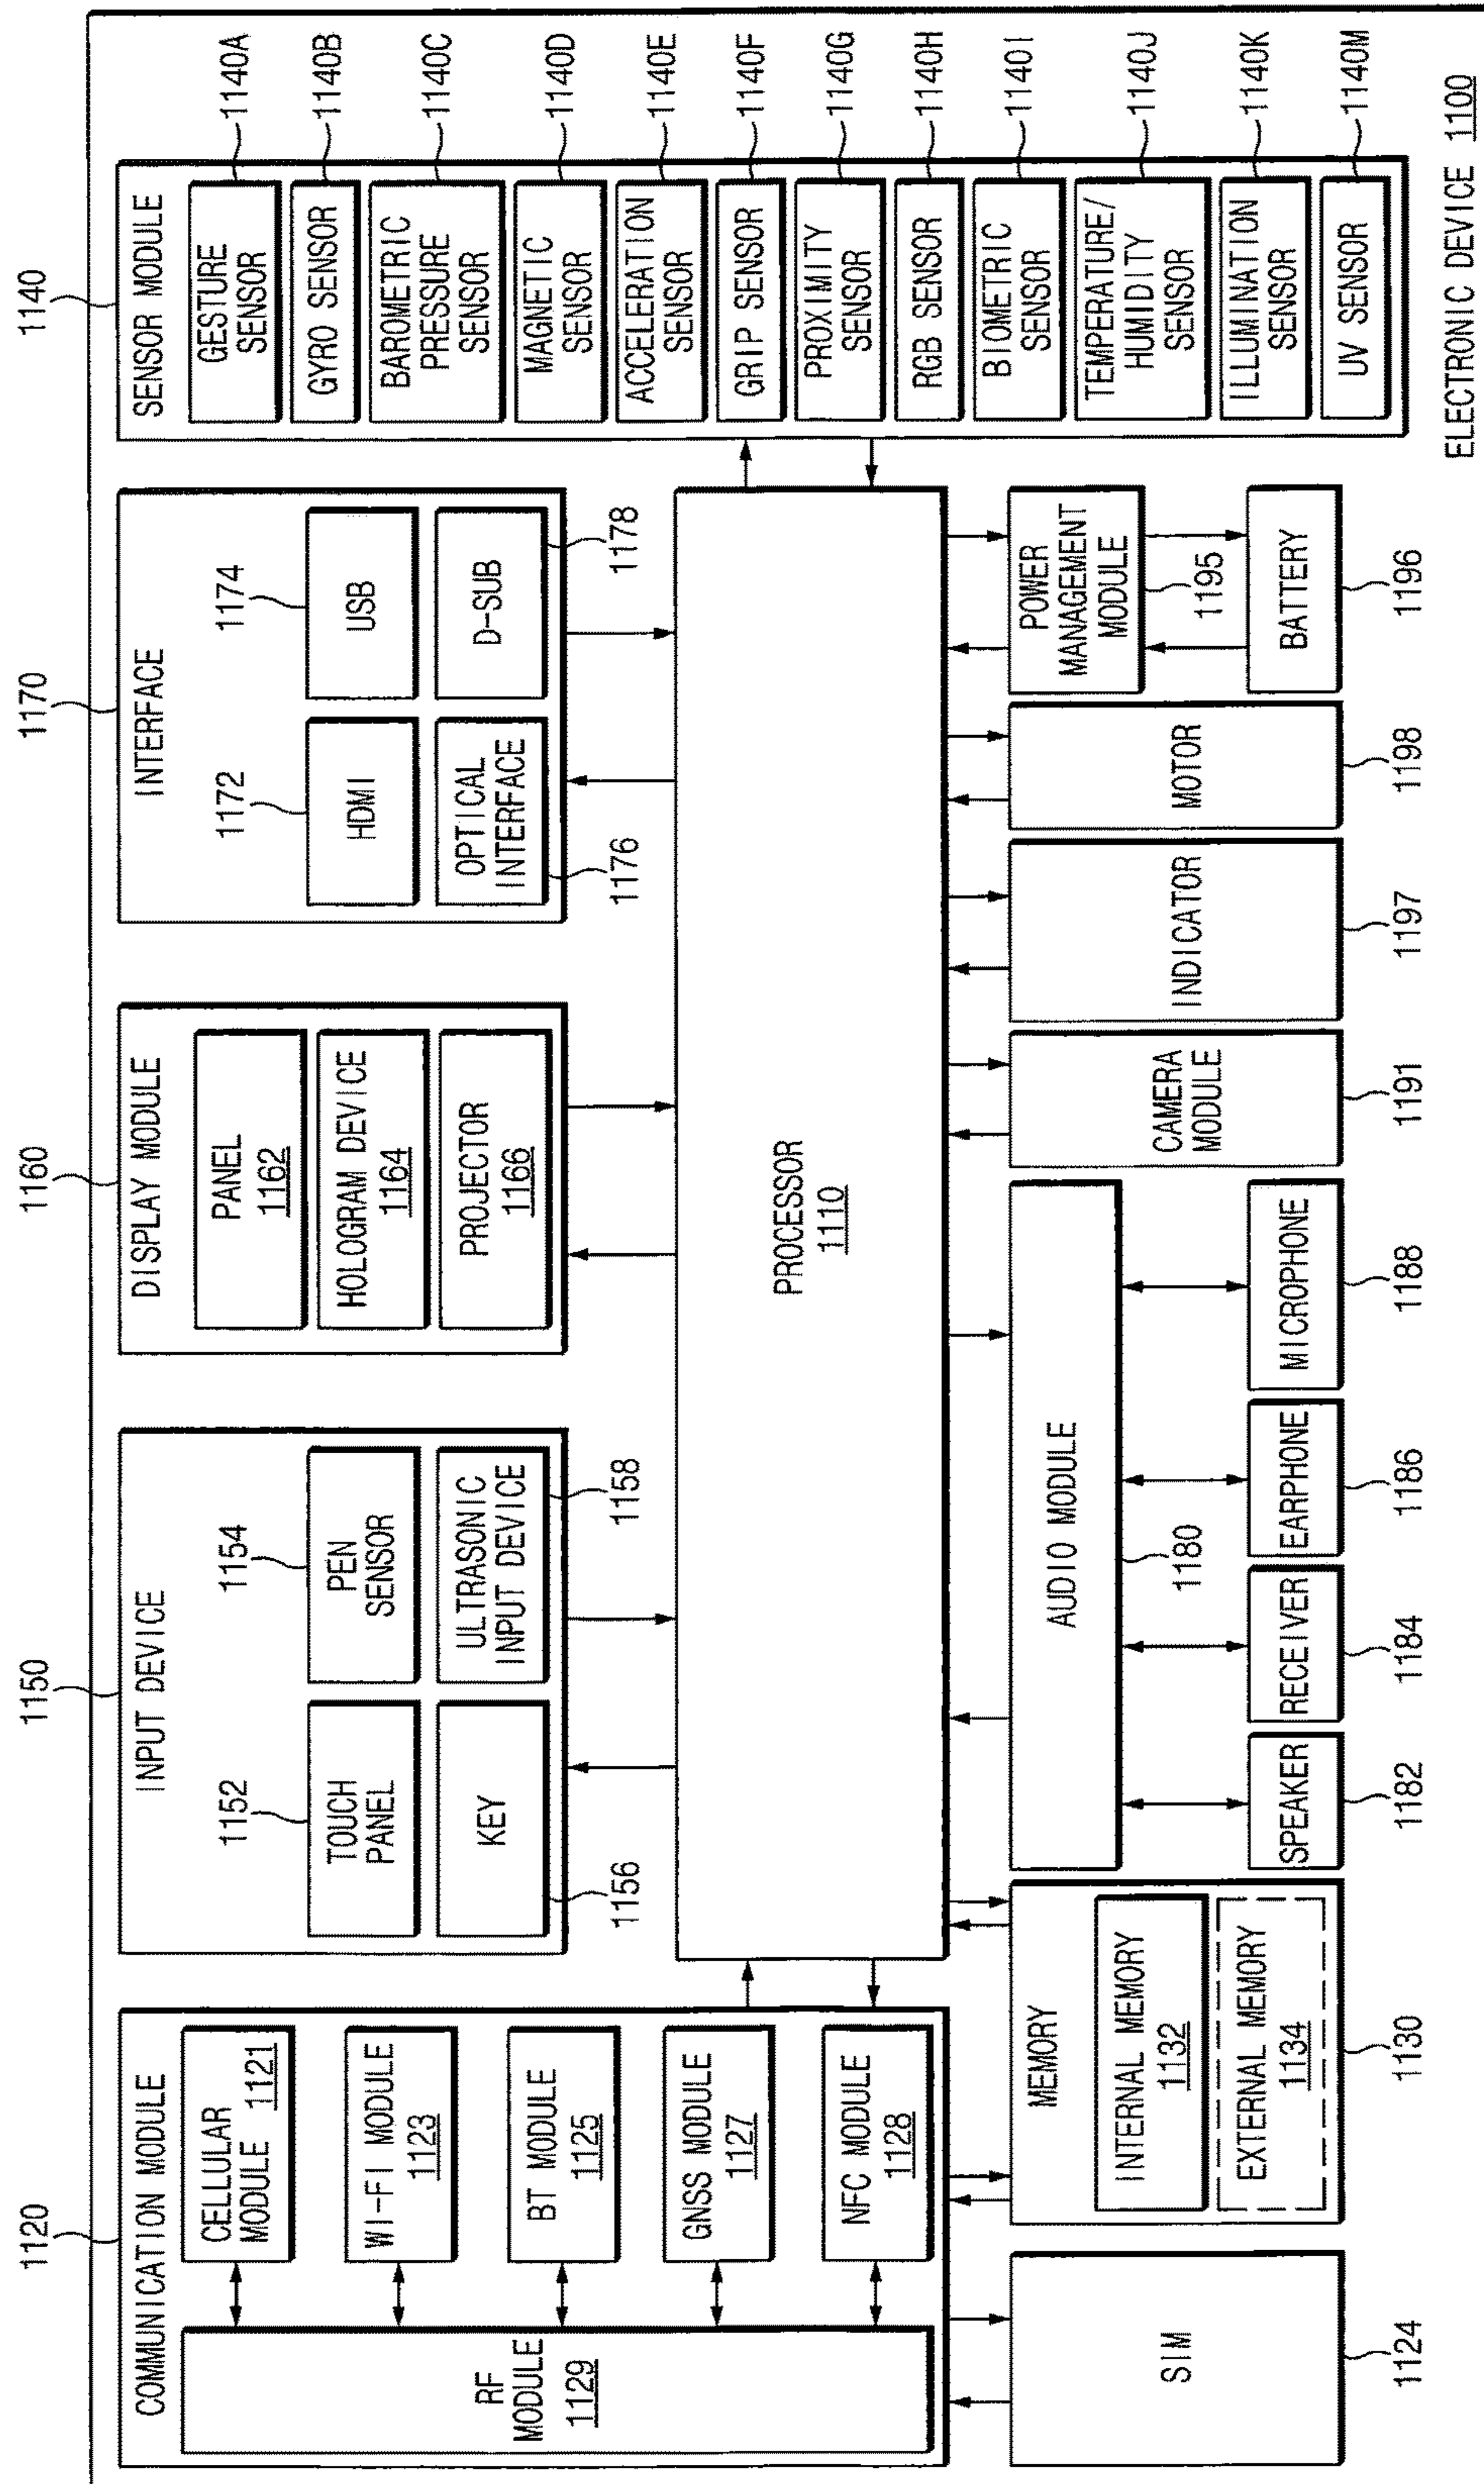 1120
COMMUNICATION MODULE
CELLULAR
MODULE 1121
WI-FI MODULE
1123
BT MODULE
1125
GNSS MODULE
1127
NFC MODULE
1128
RF
MODULE
1129
1150
INPUT DEVICE
1152
TOUCH
PANEL
1154
PEN
SENSOR
KEY
1156
ULTRASONIC
INPUT DEVICE
1158
1160
DISPLAY MODULE
PANEL
1162
HOLOGRAM DEVICE
1164
PROJECTOR
1166
1170
INTERFACE
1172
HDMI
1174
USB
OPTICAL
INTERFACE
1176
D-SUB
1178
1140
SENSOR MODULE
GESTURE
SENSOR
1140A
GYRO SENSOR
1140B
BAROMETRIC
PRESSURE
SENSOR
1140C
MAGNETIC
SENSOR
1140D
ACCELERATION
SENSOR
1140E
GRIP SENSOR
1140F
PROXIMITY
SENSOR
1140G
RGB SENSOR
1140H
BIOMETRIC
SENSOR
1140I
TEMPERATURE/
HUMIDITY
SENSOR
1140J
ILLUMINATION
SENSOR
1140K
UV SENSOR
1140M
PROCESSOR
1110
SIM
1124
MEMORY
INTERNAL MEMORY
1132
EXTERNAL MEMORY
1134
1130
AUDIO MODULE
1180
SPEAKER
1182
RECEIVER
1184
EARPHONE
1186
MICROPHONE
1188
CAMERA
MODULE
1191
INDICATOR
1197
MOTOR
1198
POWER
MANAGEMENT
MODULE
1195
BATTERY
1196
ELECTRONIC DEVICE 1100